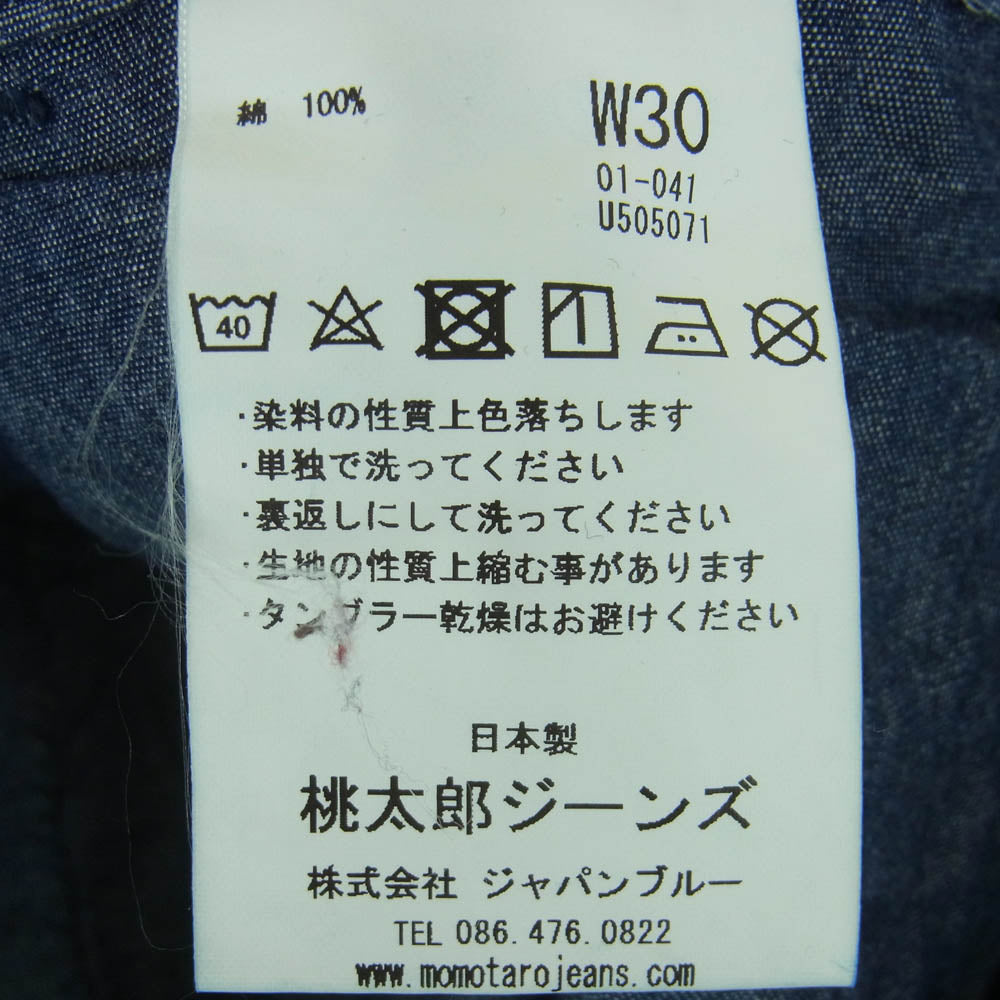 綿 100%
W30
01-041
U505071
40
・染料の性質上色落ちします
・単独で洗ってください
・裏返しにして洗ってください
・生地の性質上縮む事があります
・タンブラー乾燥はお避けください
日本製
桃太郎ジーンズ
株式会社 ジャパンブルー
TEL 086.476.0822
www.momotarojeans.com